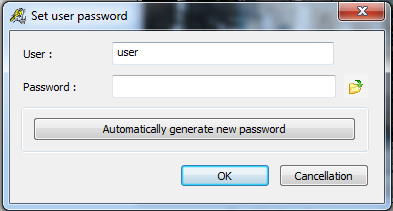 Set user password
User : user
Password :
Automatically generate new password
OK Cancellation